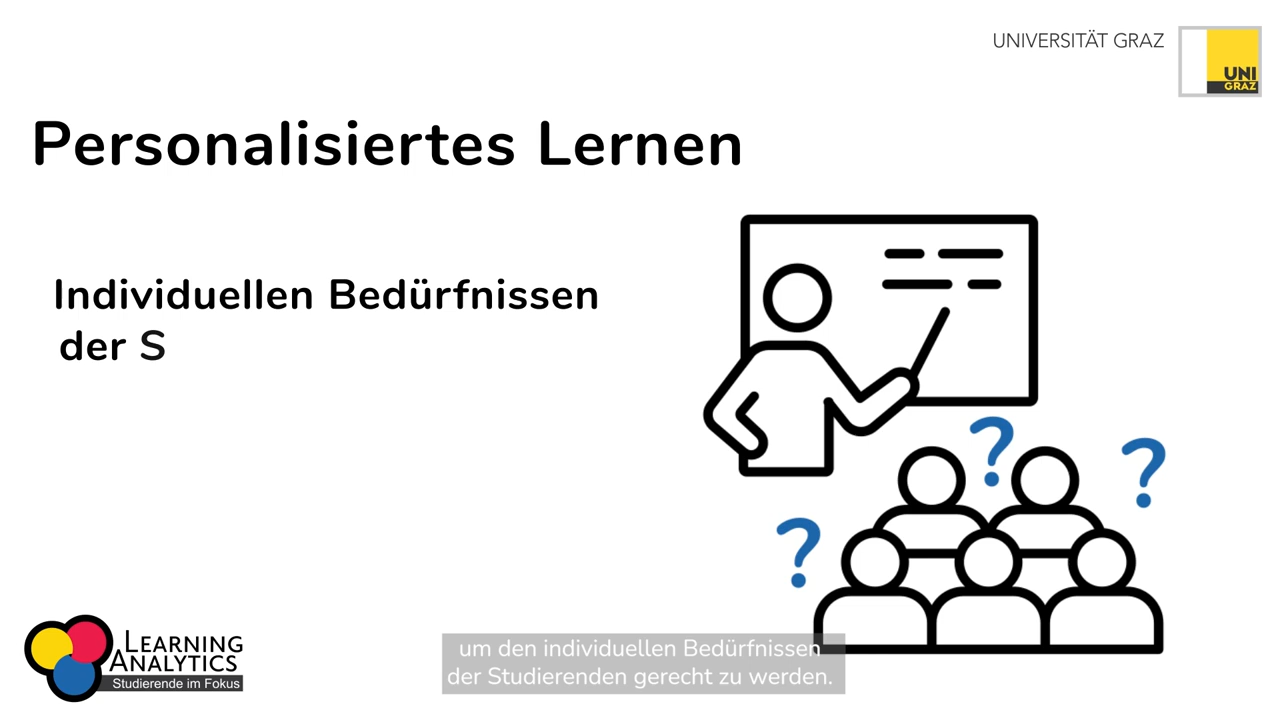 UNIVERSITÄT GRAZ
UNI
GRAZ
Personalisiertes Lernen
Individuellen Bedürfnissen
der S
?
?
?
LEARNING
ANALYTICS
Studierende im Fokus
um den individuellen Bedürfnissen
der Studierenden gerecht zu werden.